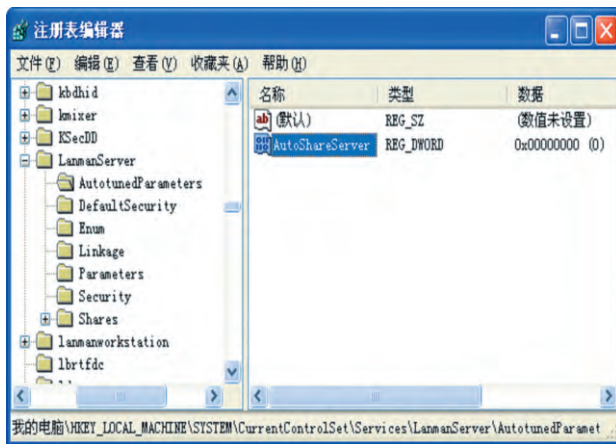 注册表编辑器
文件(F) 编辑(E) 查看(V) 收藏夹(A) 帮助(H)
kbdhid
kmixer
KSecDD
LanmanServer
AutotunedParameters
DefaultSecurity
Enum
Linkage
Parameters
Security
Shares
lanmanworkstation
lbrtfdc
名称 类型 数据
ab (默认) REG_SZ (数值未设置)
AutoShareServer REG_DWORD 0x00000000 (0)
我的电脑\HKEY_LOCAL_MACHINE\SYSTEM\CurrentControlSet\Services\LanmanServer\AutotunedParamet